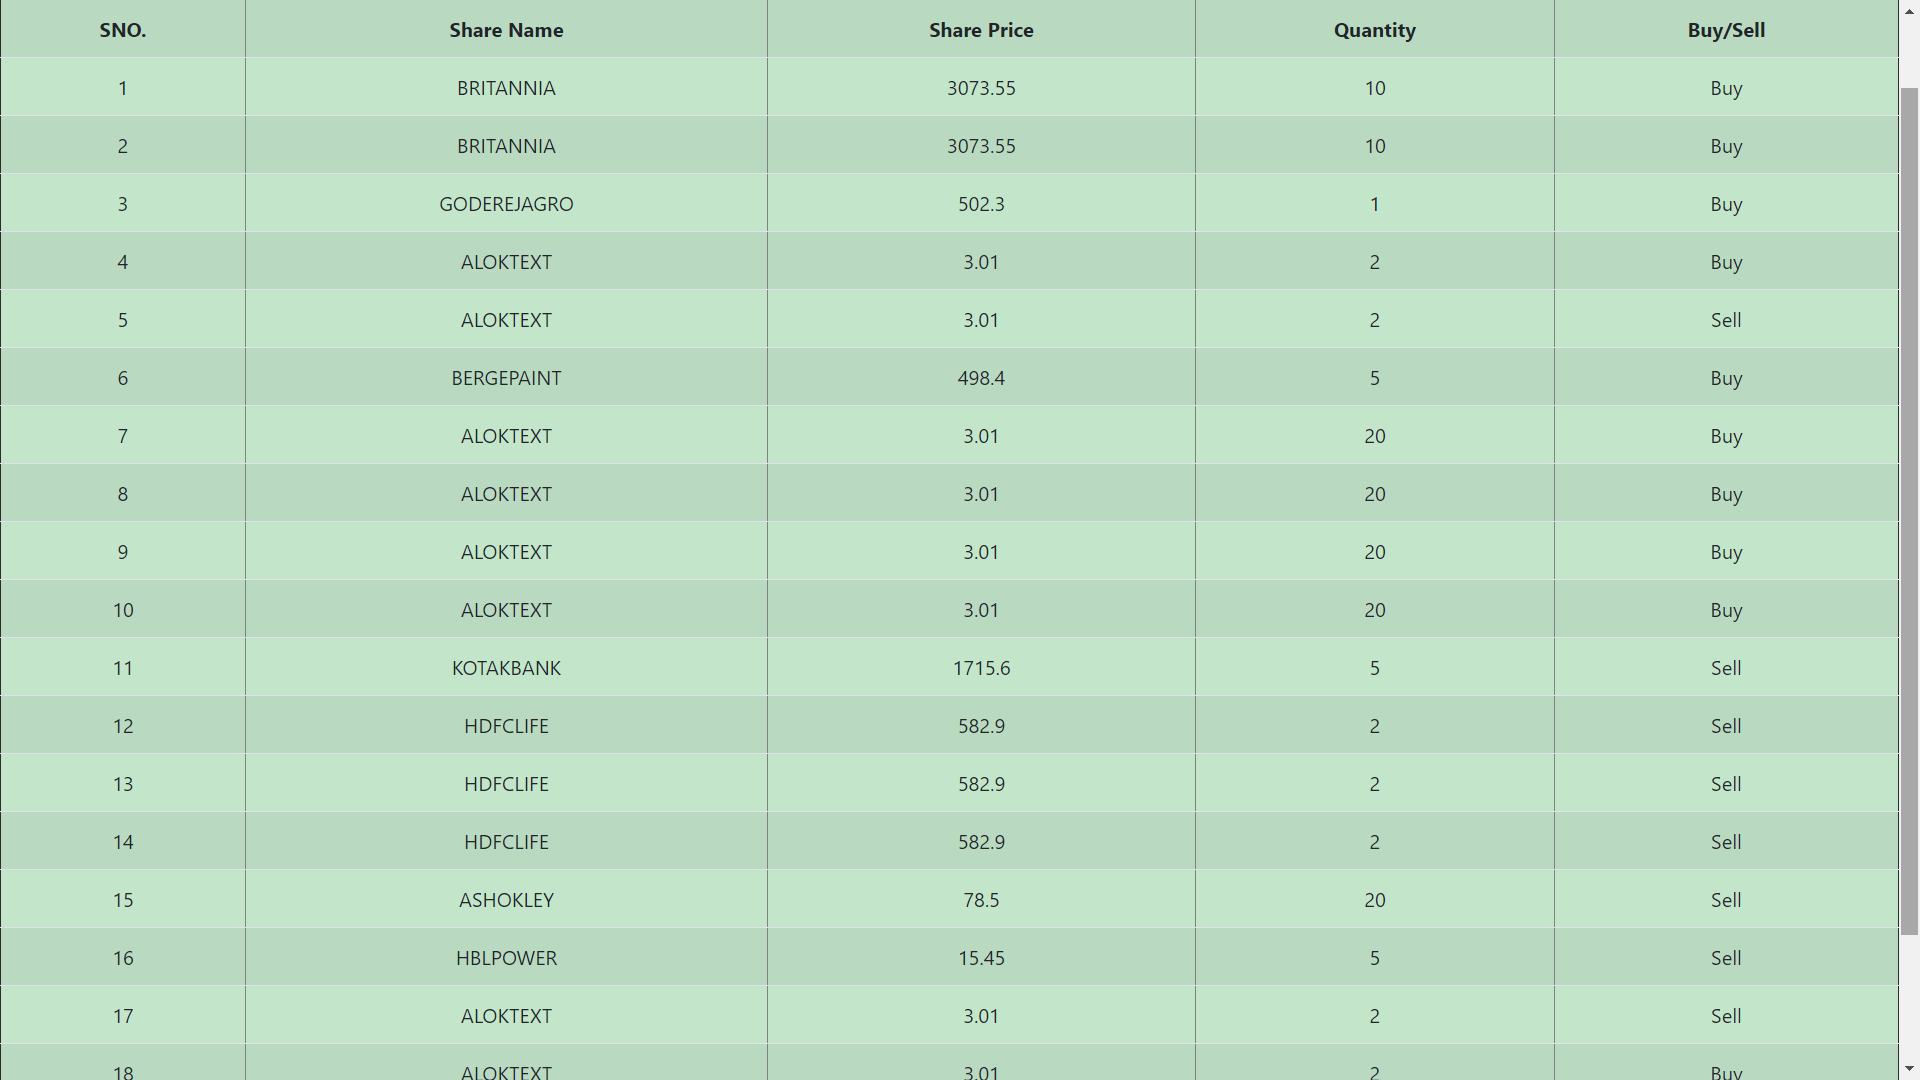 SNO. Share Name Share Price Quantity Buy/Sell
1 BRITANNIA 3073.55 10 Buy
2 BRITANNIA 3073.55 10 Buy
3 GODEREJAGRO 502.3 1 Buy
4 ALOKTEXT 3.01 2 Buy
5 ALOKTEXT 3.01 2 Sell
6 BERGEPAINT 498.4 5 Buy
7 ALOKTEXT 3.01 20 Buy
8 ALOKTEXT 3.01 20 Buy
9 ALOKTEXT 3.01 20 Buy
10 ALOKTEXT 3.01 20 Buy
11 KOTAKBANK 1715.6 5 Sell
12 HDFCLIFE 582.9 2 Sell
13 HDFCLIFE 582.9 2 Sell
14 HDFCLIFE 582.9 2 Sell
15 ASHOKLEY 78.5 20 Sell
16 HBLPOWER 15.45 5 Sell
17 ALOKTEXT 3.01 2 Sell
18 ALOKTEXT 3.01 2 Buy